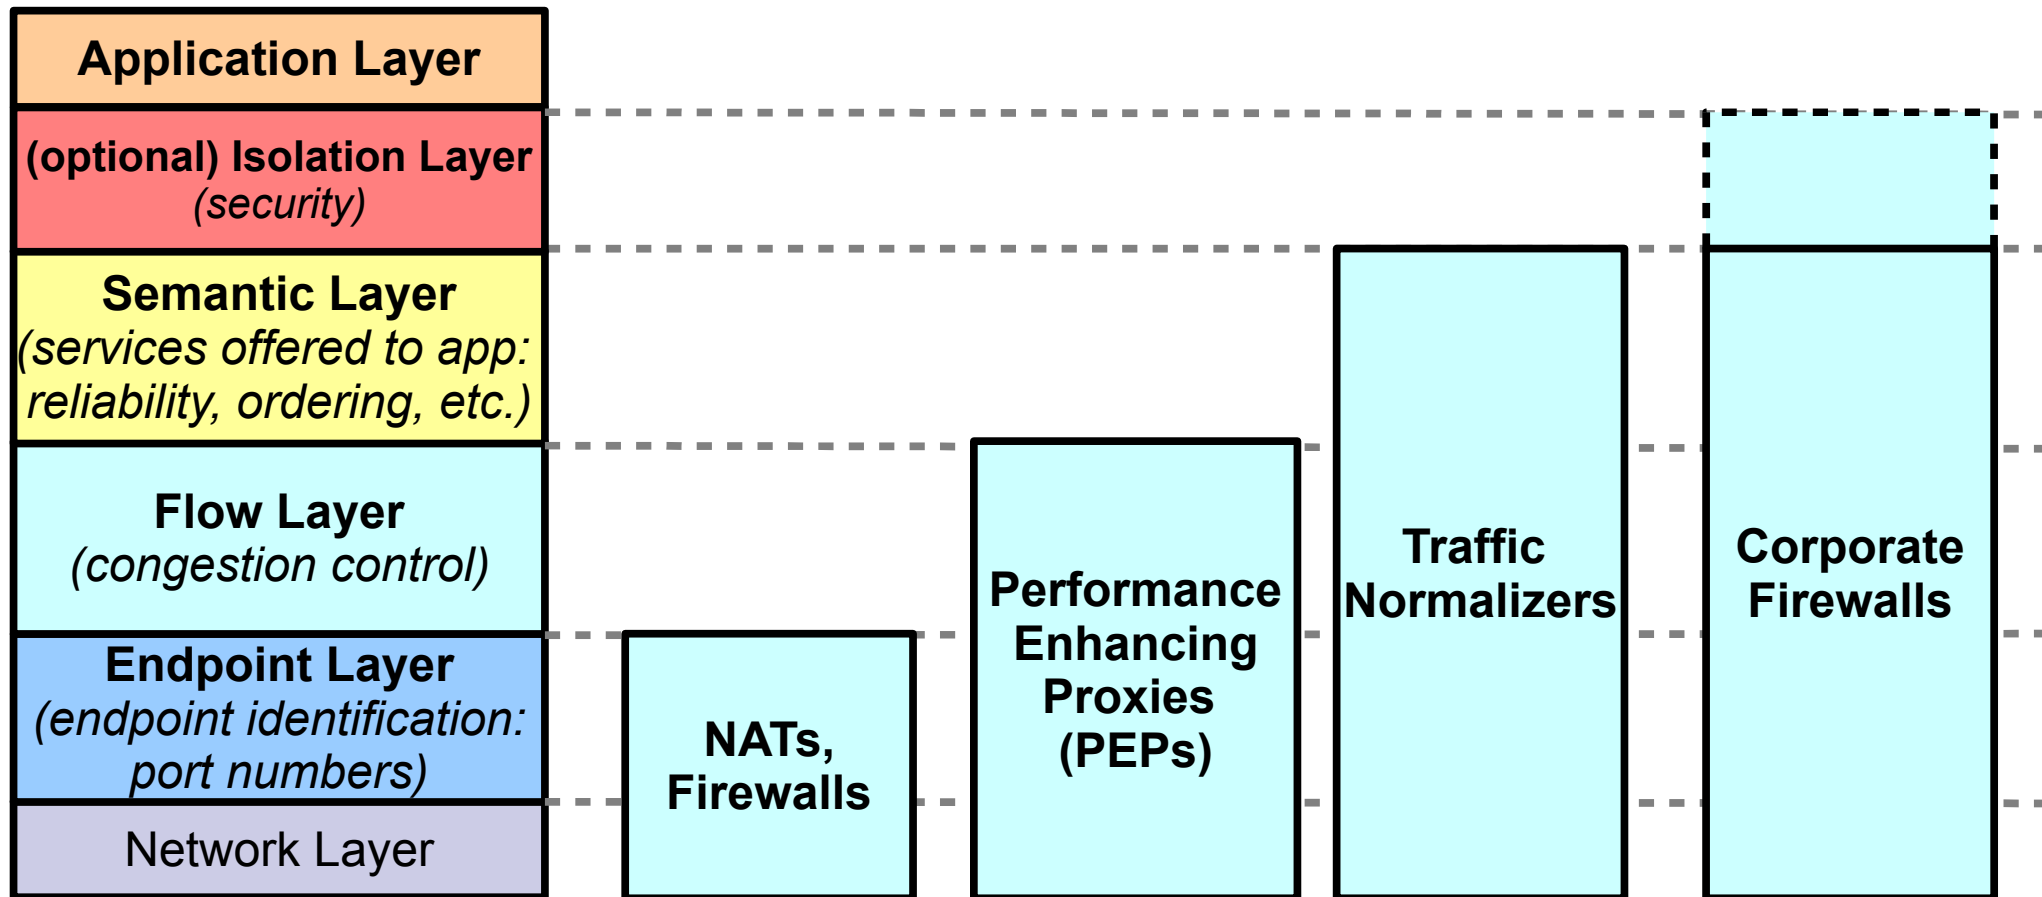 Application Layer
(optional) Isolation Layer
(security)
Semantic Layer
(services offered to app:
reliability, ordering, etc.)
Flow Layer
(congestion control)
Endpoint Layer
(endpoint identification:
port numbers)
Network Layer
NATs,
Firewalls
Performance
Enhancing
Proxies
(PEPs)
Traffic
Normalizers
Corporate
Firewalls